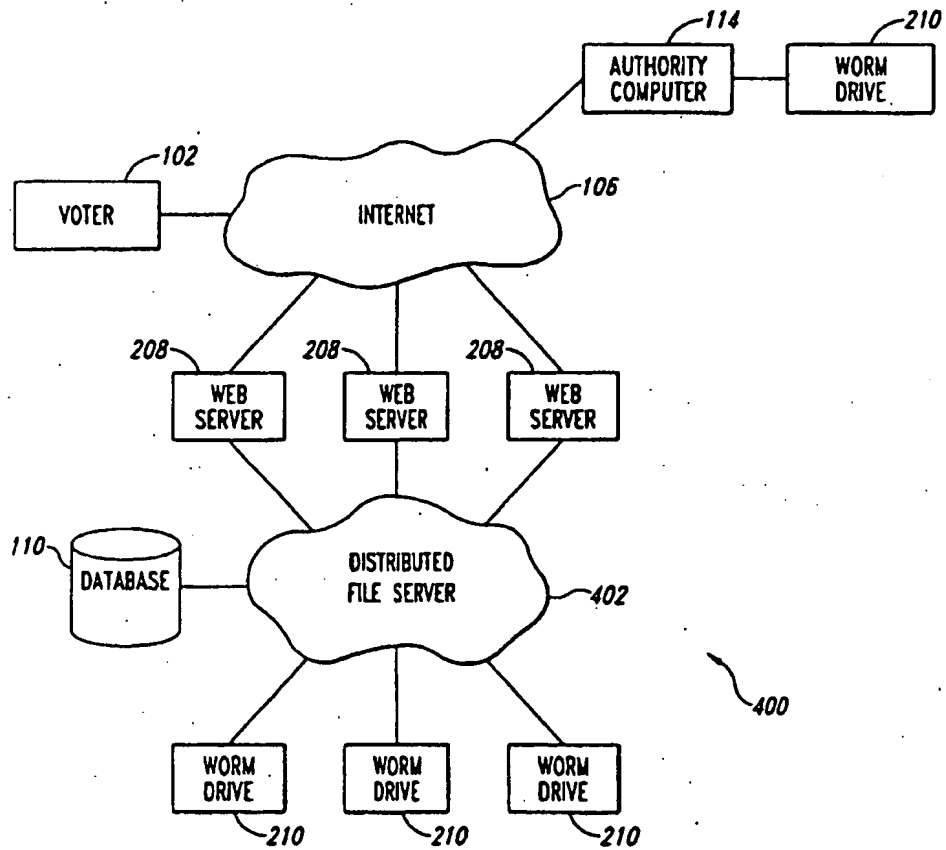 114
210
AUTHORITY
COMPUTER
WORM
DRIVE
102
106
VOTER
INTERNET
208
208
208
WEB
SERVER
WEB
SERVER
WEB
SERVER
110
DATABASE
DISTRIBUTED
FILE SERVER
402
400
WORM
DRIVE
WORM
DRIVE
WORM
DRIVE
210
210
210